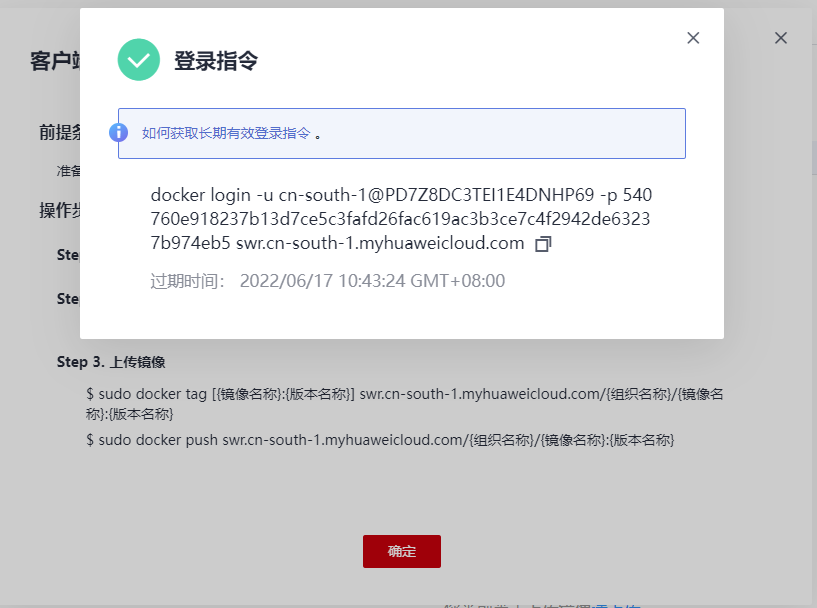 登录指令
客户端
如何获取长期有效登录指令 。
前提条
准备
docker login -u cn-south-1@PD7Z8DC3TEI1E4DNHP69 -p 540
760e918237b13d7ce5c3fafd26fac619ac3b3ce7c4f2942de6323
7b974eb5 swr.cn-south-1.myhuaweicloud.com
操作步
Ste
过期时间： 2022/06/17 10:43:24 GMT+08:00
Ste
Step 3. 上传镜像
$ sudo docker tag [{镜像名称}:{版本名称}] swr.cn-south-1.myhuaweicloud.com/{组织名称}/{镜像名
称}:{版本名称}
$ sudo docker push swr.cn-south-1.myhuaweicloud.com/{组织名称}/{镜像名称}:{版本名称}
确定